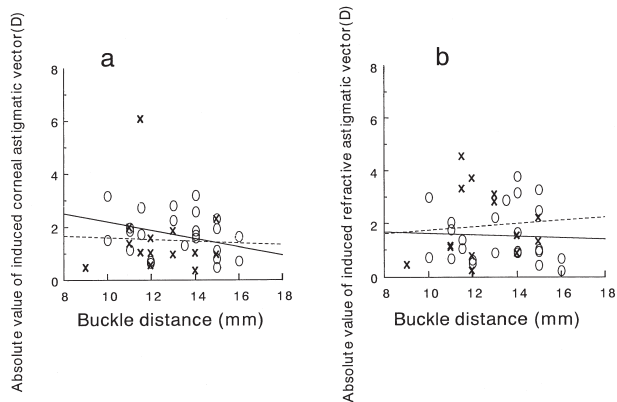 a
Absolute value of induced corneal astigmatic vector(D)
8
6
4
2
0
8 10 12 14 16 18
Buckle distance (mm)
b
Absolute value of induced refractive astigmatic vector(D)
8
6
4
2
0
8 10 12 14 16 18
Buckle distance (mm)